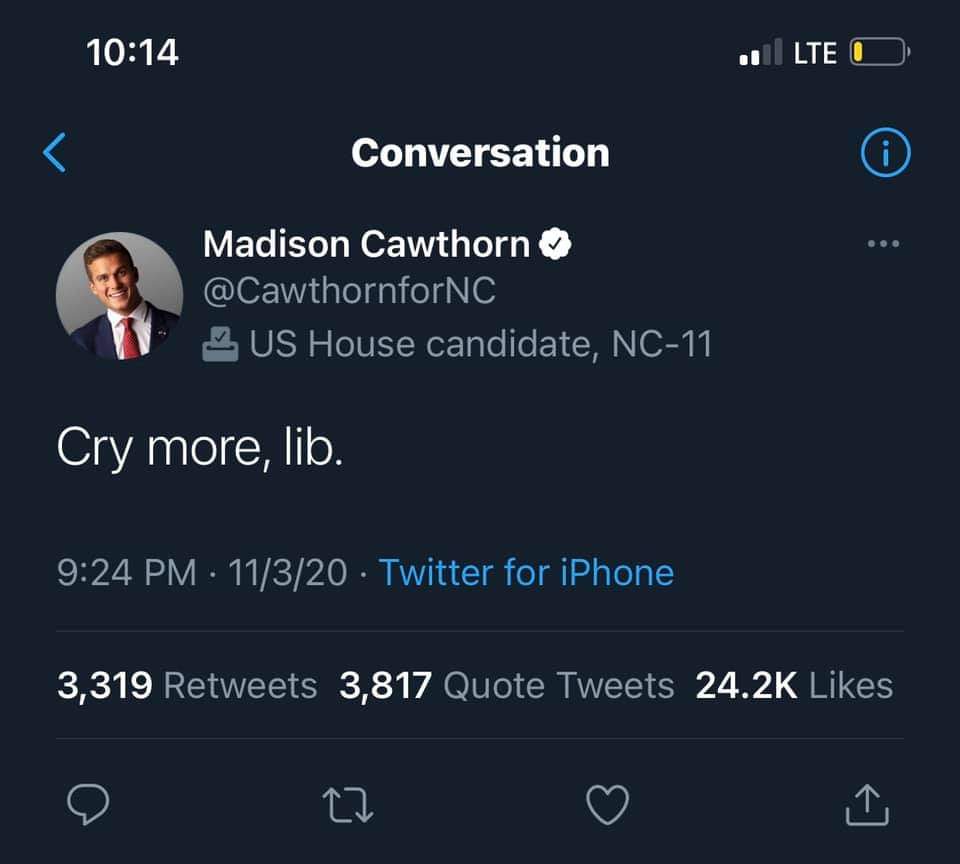 10:14 LTE
Conversation
Madison Cawthorn
@CawthornforNC
US House candidate, NC-11
Cry more, lib.
9:24 PM · 11/3/20 · Twitter for iPhone
3,319 Retweets 3,817 Quote Tweets 24.2K Likes